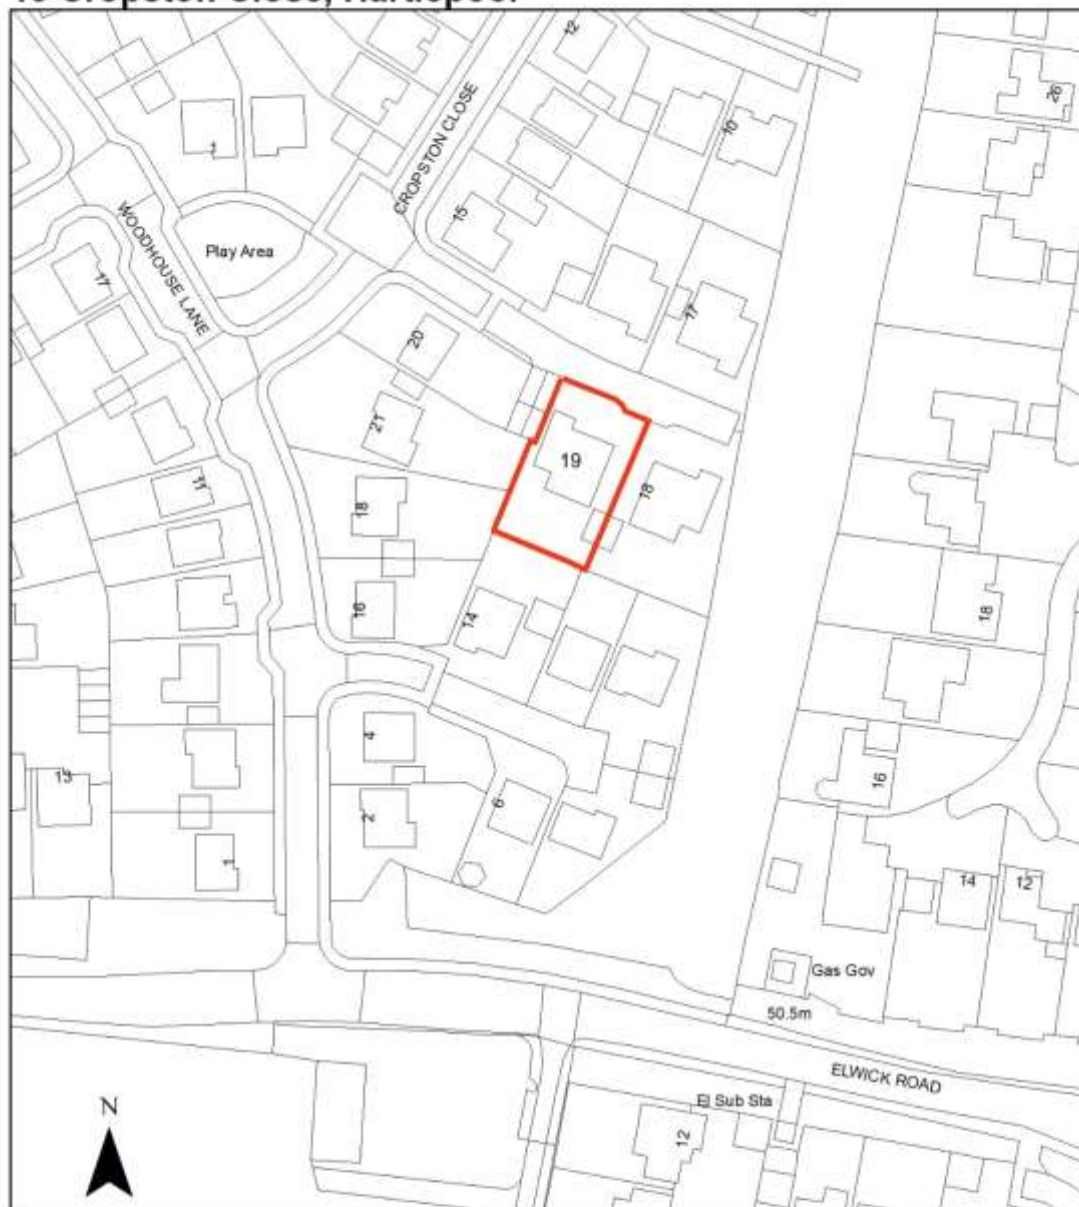 19 Cropston Close, Hartlepool
12
26
10
1
CROPSTON CLOSE
15
WOODHOUSE LANE
Play Area
17
17
20
21
19
11
18
18
16
14
18
4
13
2
6
16
1
14
12
Gas Gov
50.5m
ELWICK ROAD
El Sub Sta
12
N